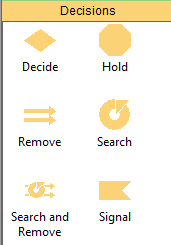 Decisions
Decide
Hold
Remove
Search
Search and
Remove
Signal